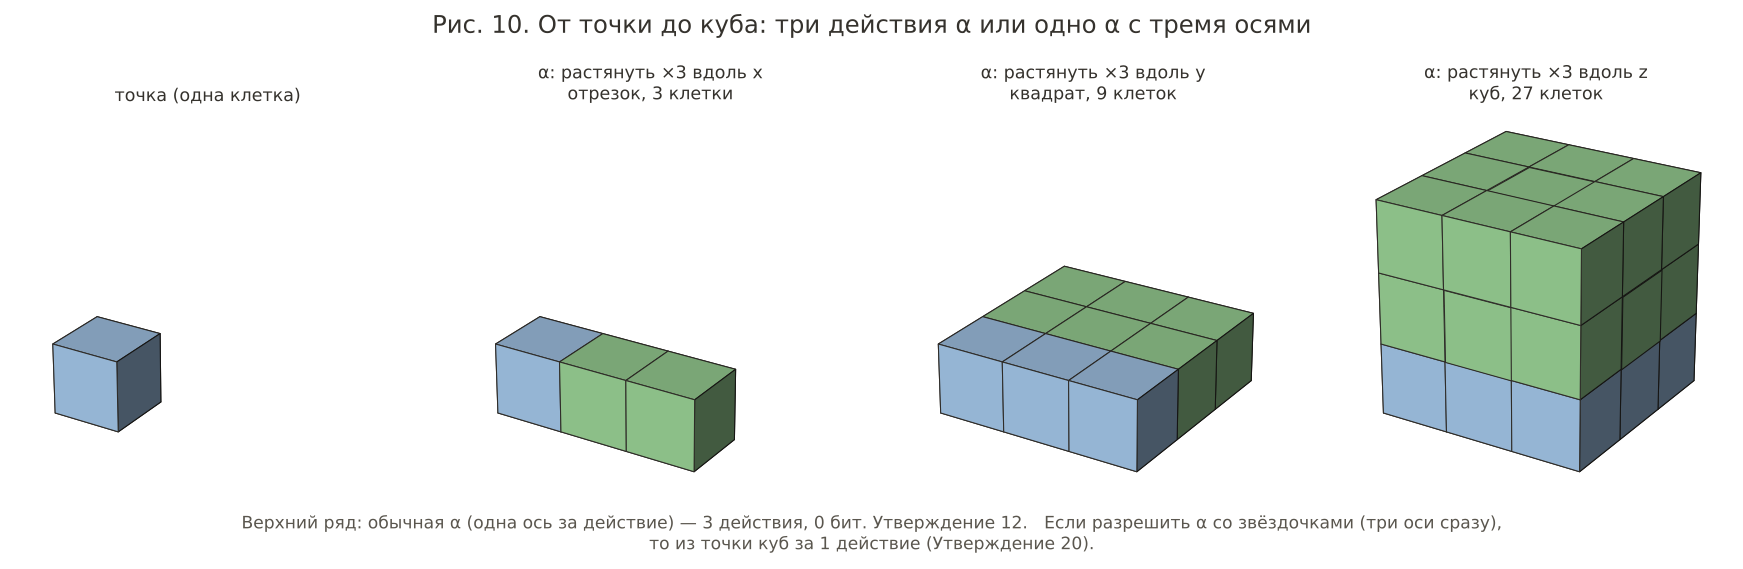 Рис. 10. От точки до куба: три действия α или одно α с тремя осями
точка (одна клетка)
α: растянуть ×3 вдоль x
отрезок, 3 клетки
α: растянуть ×3 вдоль y
квадрат, 9 клеток
α: растянуть ×3 вдоль z
куб, 27 клеток
Верхний ряд: обычная α (одна ось за действие) — 3 действия, 0 бит. Утверждение 12.   Если разрешить α со звёздочками (три оси сразу),
то из точки куб за 1 действие (Утверждение 20).